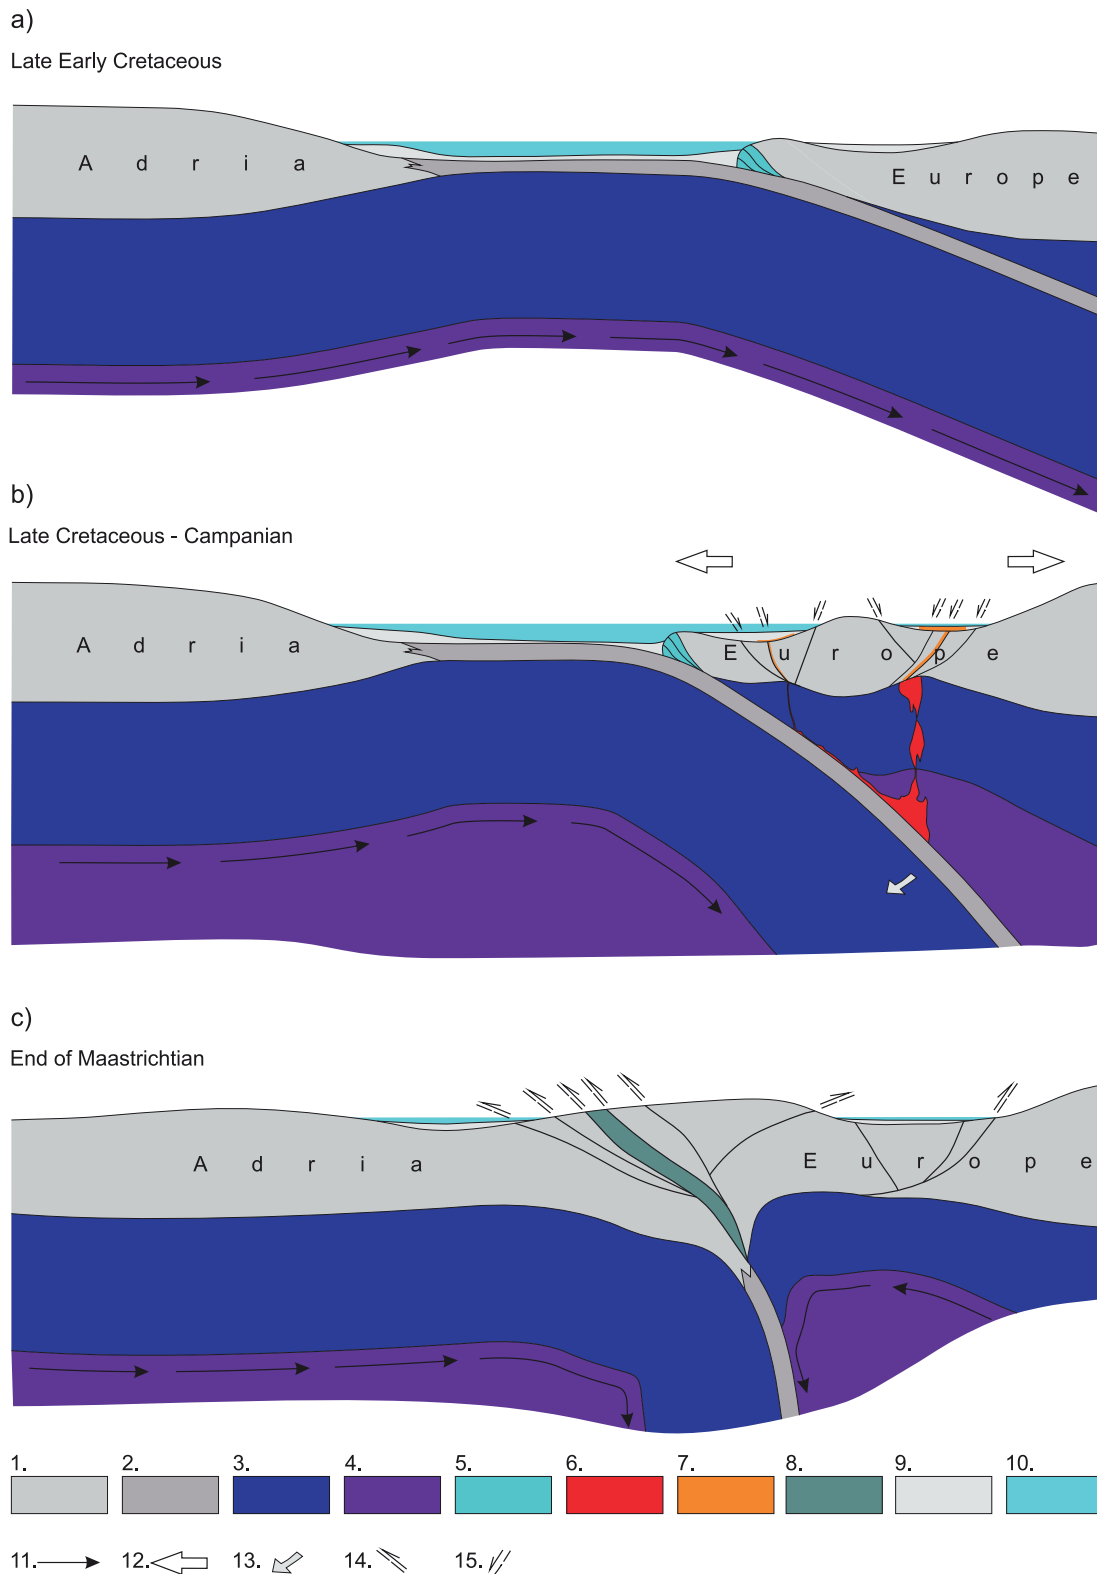 a)
Late Early Cretaceous
A d r i a
E u r o p e
b)
Late Cretaceous - Campanian
A d r i a
E u r o p e
c)
End of Maastrichtian
A d r i a
E u r o p e
1. 2. 3. 4. 5. 6. 7. 8. 9. 10.
11. 12. 13. 14. 15.